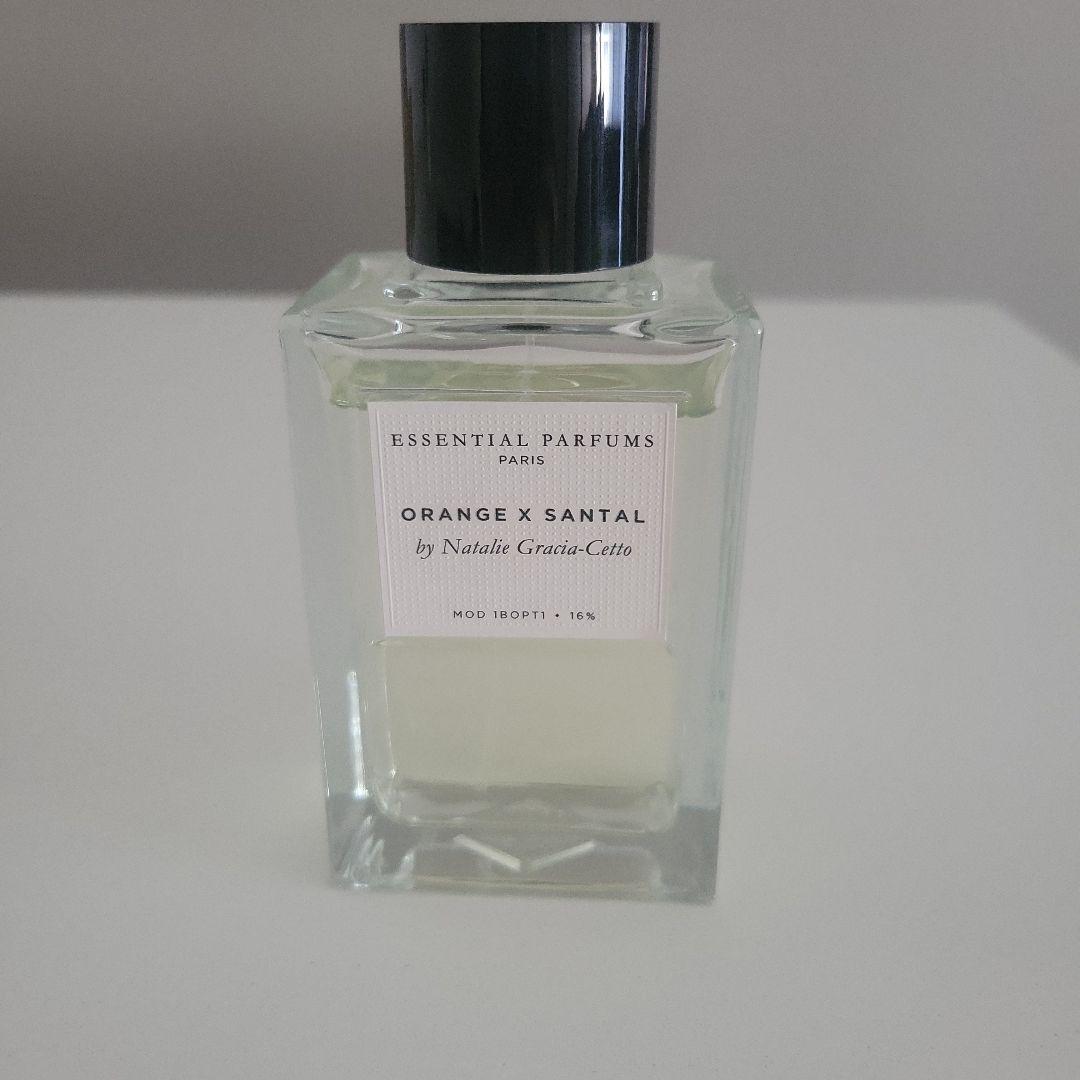 ESSENTIAL PARFUMS
PARIS
ORANGE X SANTAL
by Natalie Gracia-Cetto
MOD 1BOPT1 • 16%